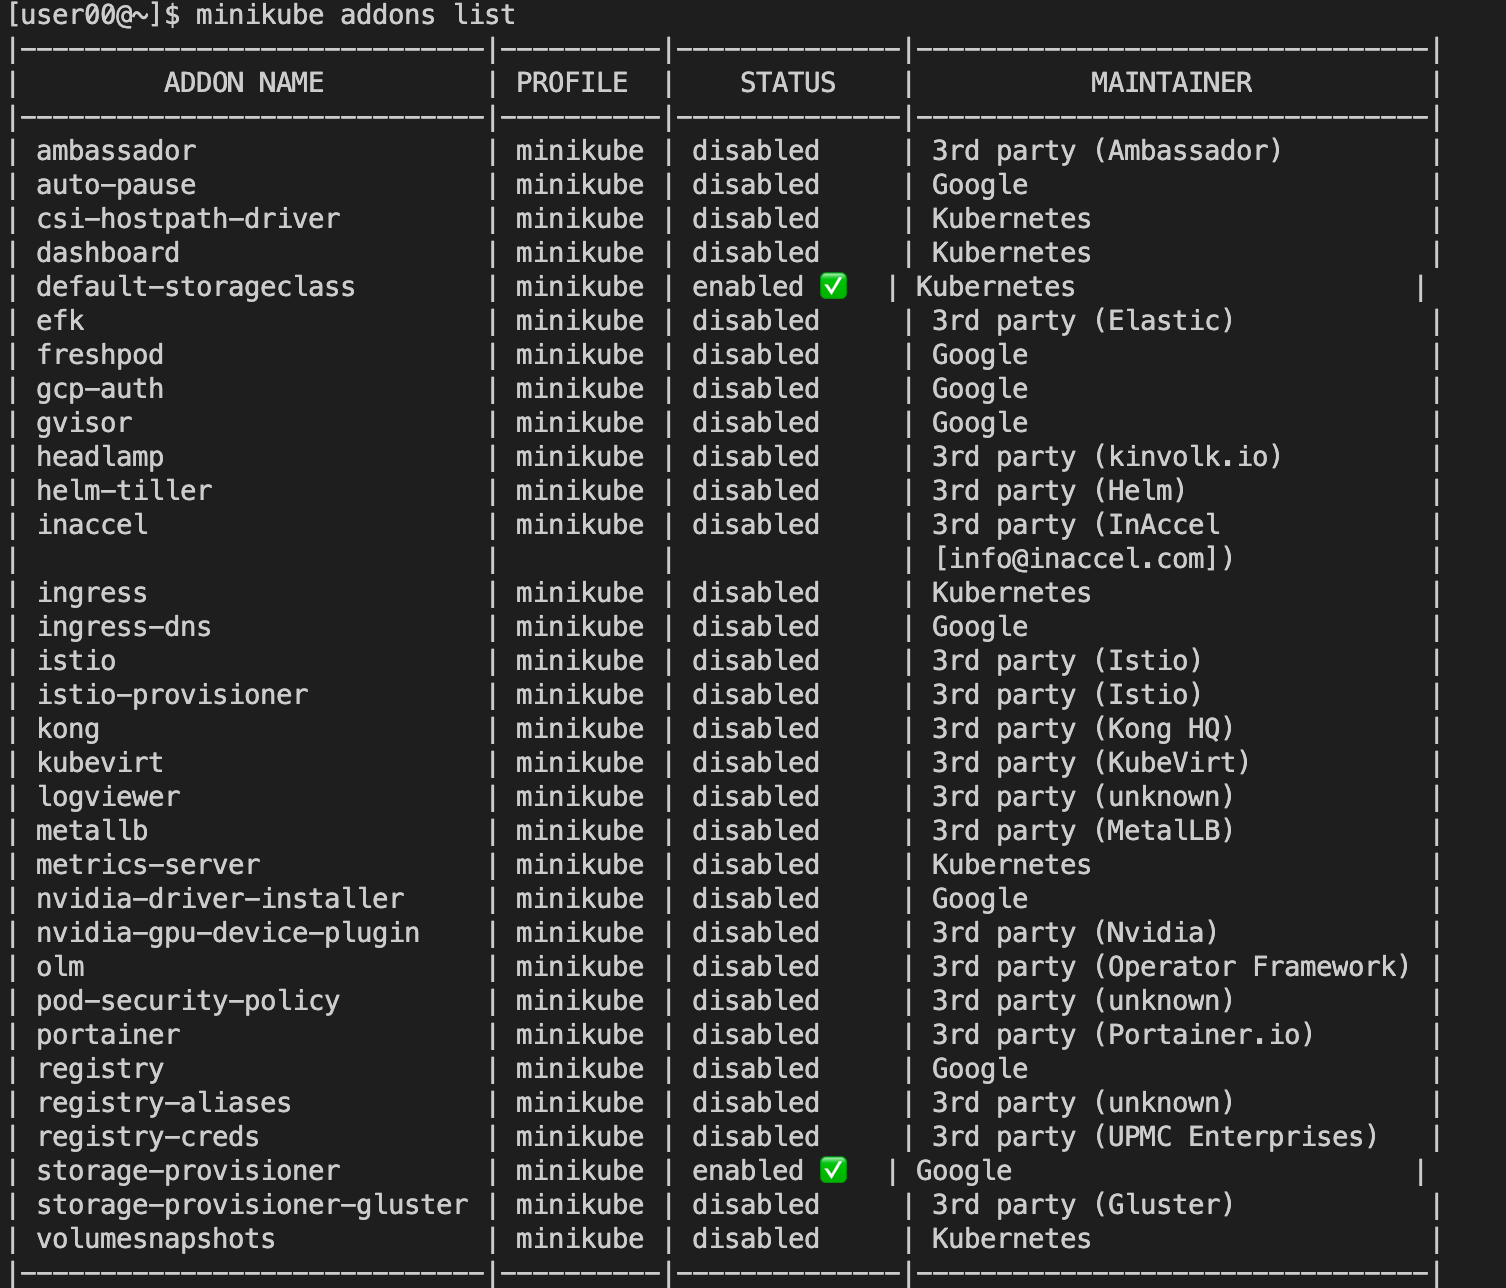 [user00@~]$ minikube addons list
|-----------------------------|----------|--------------|--------------------------------|
|         ADDON NAME          | PROFILE  |    STATUS    |           MAINTAINER           |
|-----------------------------|----------|--------------|--------------------------------|
| ambassador                  | minikube | disabled     | 3rd party (Ambassador)         |
| auto-pause                  | minikube | disabled     | Google                         |
| csi-hostpath-driver         | minikube | disabled     | Kubernetes                     |
| dashboard                   | minikube | disabled     | Kubernetes                     |
| default-storageclass        | minikube | enabled ✅   | Kubernetes                     |
| efk                         | minikube | disabled     | 3rd party (Elastic)            |
| freshpod                    | minikube | disabled     | Google                         |
| gcp-auth                    | minikube | disabled     | Google                         |
| gvisor                      | minikube | disabled     | Google                         |
| headlamp                    | minikube | disabled     | 3rd party (kinvolk.io)         |
| helm-tiller                 | minikube | disabled     | 3rd party (Helm)               |
| inaccel                     | minikube | disabled     | 3rd party (InAccel             |
|                             |          |              | [info@inaccel.com])            |
| ingress                     | minikube | disabled     | Kubernetes                     |
| ingress-dns                 | minikube | disabled     | Google                         |
| istio                       | minikube | disabled     | 3rd party (Istio)              |
| istio-provisioner           | minikube | disabled     | 3rd party (Istio)              |
| kong                        | minikube | disabled     | 3rd party (Kong HQ)            |
| kubevirt                    | minikube | disabled     | 3rd party (KubeVirt)           |
| logviewer                   | minikube | disabled     | 3rd party (unknown)            |
| metallb                     | minikube | disabled     | 3rd party (MetalLB)            |
| metrics-server              | minikube | disabled     | Kubernetes                     |
| nvidia-driver-installer     | minikube | disabled     | Google                         |
| nvidia-gpu-device-plugin    | minikube | disabled     | 3rd party (Nvidia)             |
| olm                         | minikube | disabled     | 3rd party (Operator Framework) |
| pod-security-policy         | minikube | disabled     | 3rd party (unknown)            |
| portainer                   | minikube | disabled     | 3rd party (Portainer.io)       |
| registry                    | minikube | disabled     | Google                         |
| registry-aliases            | minikube | disabled     | 3rd party (unknown)            |
| registry-creds              | minikube | disabled     | 3rd party (UPMC Enterprises)   |
| storage-provisioner         | minikube | enabled ✅   | Google                         |
| storage-provisioner-gluster | minikube | disabled     | 3rd party (Gluster)            |
| volumesnapshots             | minikube | disabled     | Kubernetes                     |
|-----------------------------|----------|--------------|--------------------------------|